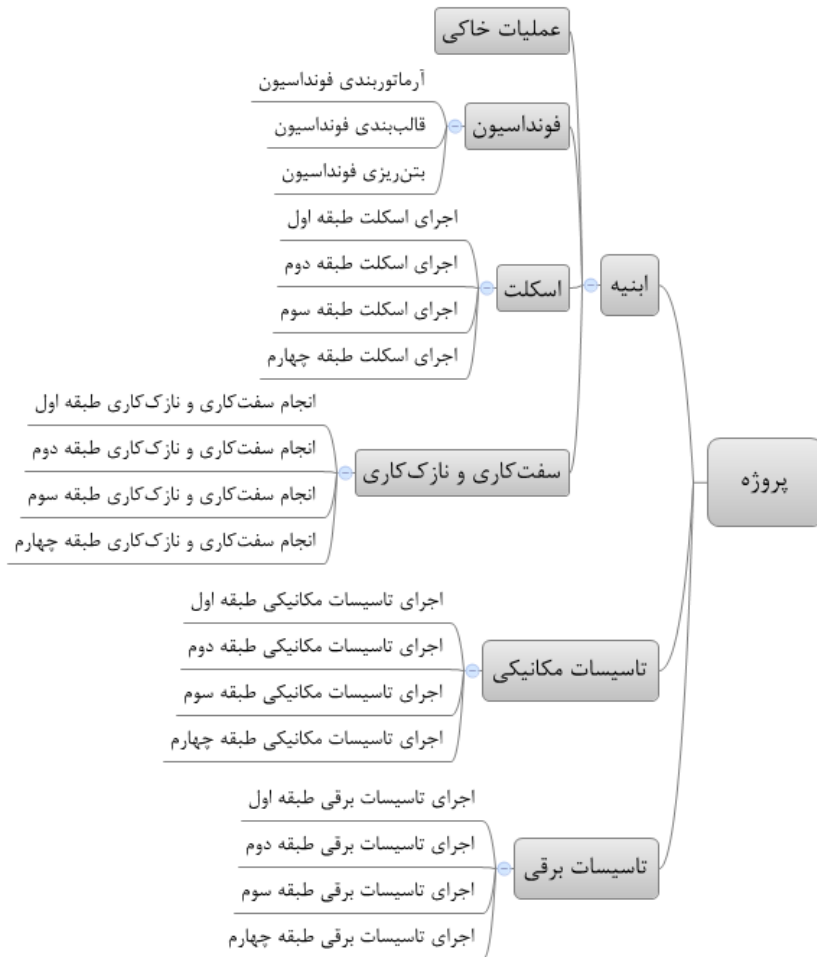 پروژه
ابنیه
عملیات خاکی
فونداسیون
آرماتوربندی فونداسیون
قالب‌بندی فونداسیون
بتن‌ریزی فونداسیون
اسکلت
اجرای اسکلت طبقه اول
اجرای اسکلت طبقه دوم
اجرای اسکلت طبقه سوم
اجرای اسکلت طبقه چهارم
سفت‌کاری و نازک‌کاری
انجام سفت‌کاری و نازک‌کاری طبقه اول
انجام سفت‌کاری و نازک‌کاری طبقه دوم
انجام سفت‌کاری و نازک‌کاری طبقه سوم
انجام سفت‌کاری و نازک‌کاری طبقه چهارم
تاسیسات مکانیکی
اجرای تاسیسات مکانیکی طبقه اول
اجرای تاسیسات مکانیکی طبقه دوم
اجرای تاسیسات مکانیکی طبقه سوم
اجرای تاسیسات مکانیکی طبقه چهارم
تاسیسات برقی
اجرای تاسیسات برقی طبقه اول
اجرای تاسیسات برقی طبقه دوم
اجرای تاسیسات برقی طبقه سوم
اجرای تاسیسات برقی طبقه چهارم